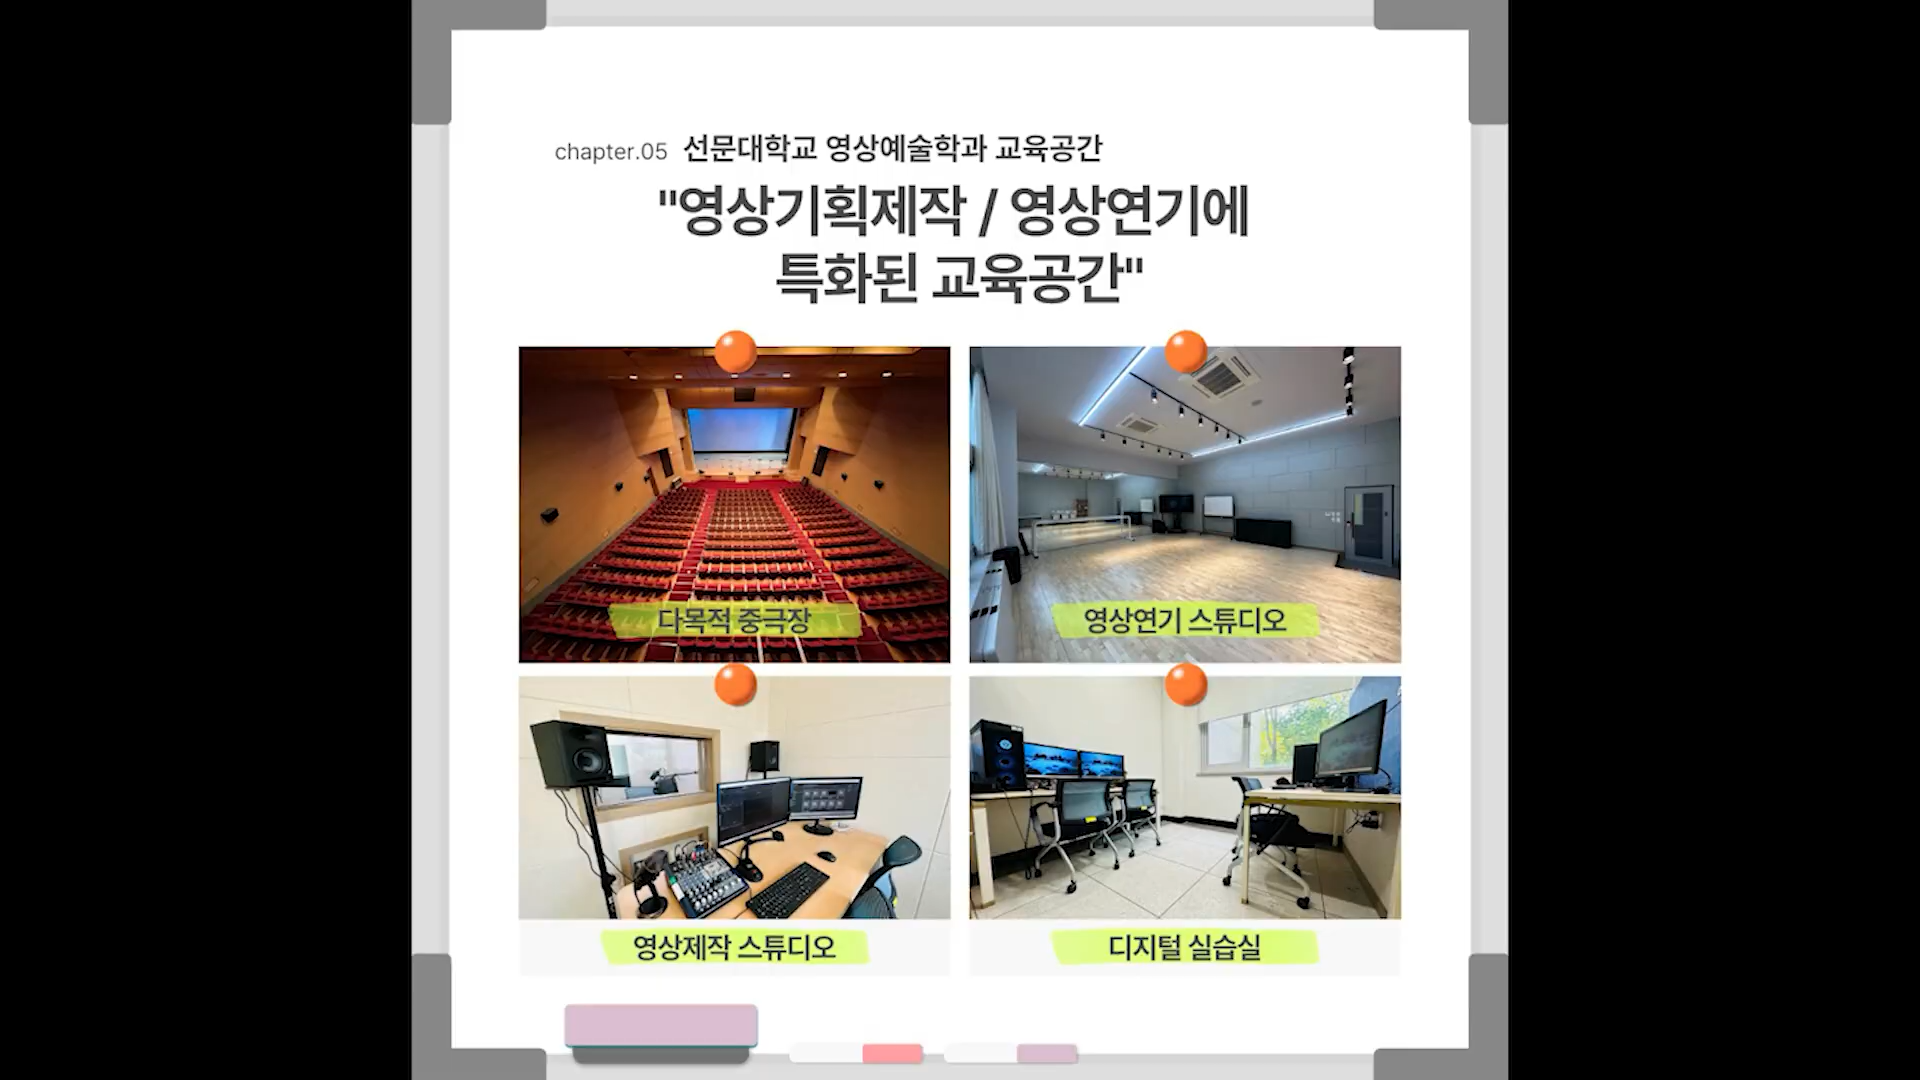 chapter.05 선문대학교 영상예술학과 교육공간
"영상기획제작 / 영상연기에
특화된 교육공간"
다목적 중극장
영상연기 스튜디오
영상제작 스튜디오
디지털 실습실